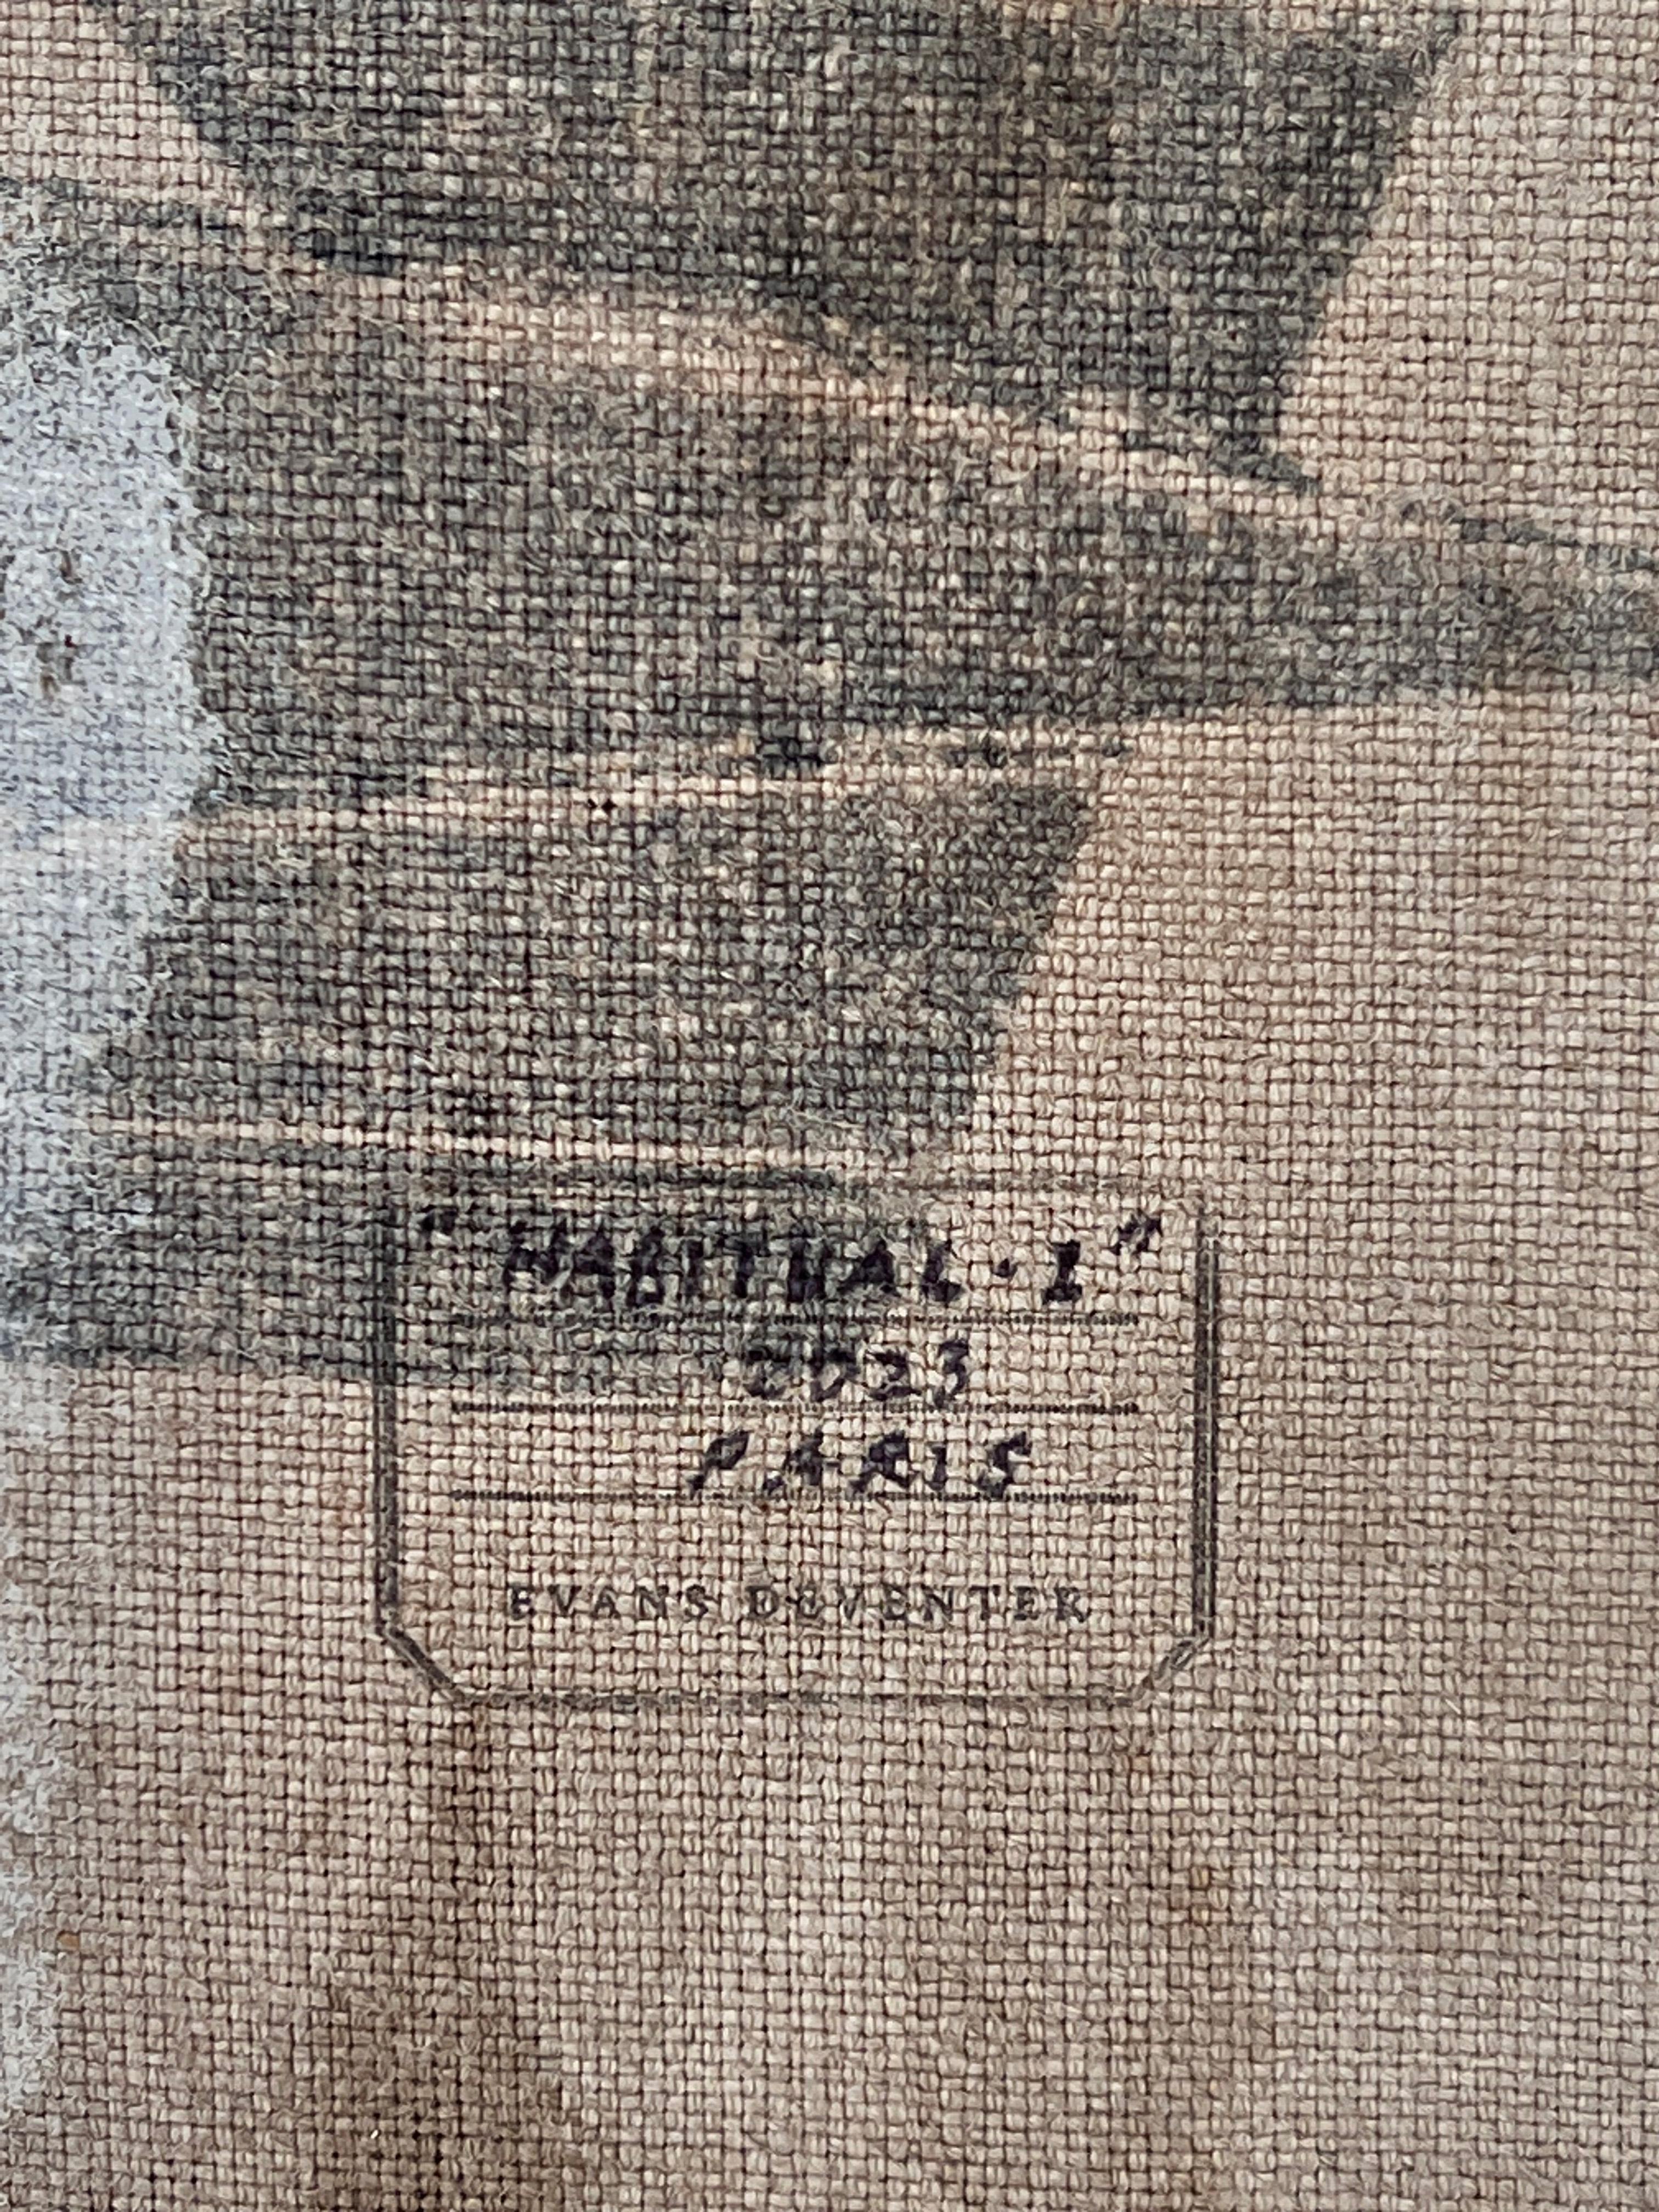 "HABITUAL·I"
2023
PARIS
EVANS DEVENTER